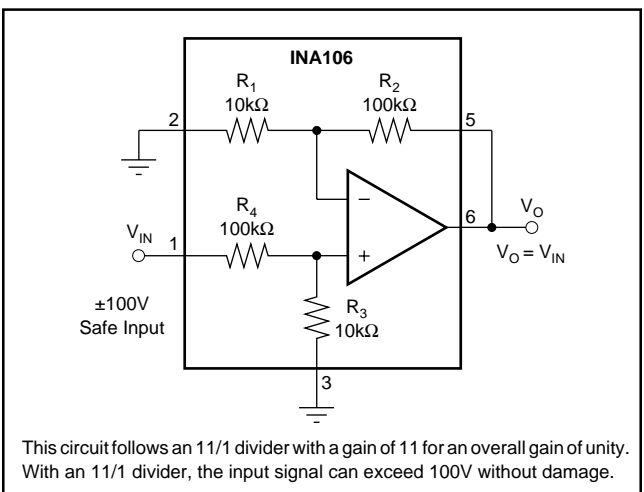 INA106
R1
10kΩ
R2
100kΩ
2
5
R4
100kΩ
VIN
1
−
+
6
VO
VO = VIN
±100V
Safe Input
R3
10kΩ
3
This circuit follows an 11/1 divider with a gain of 11 for an overall gain of unity.
With an 11/1 divider, the input signal can exceed 100V without damage.